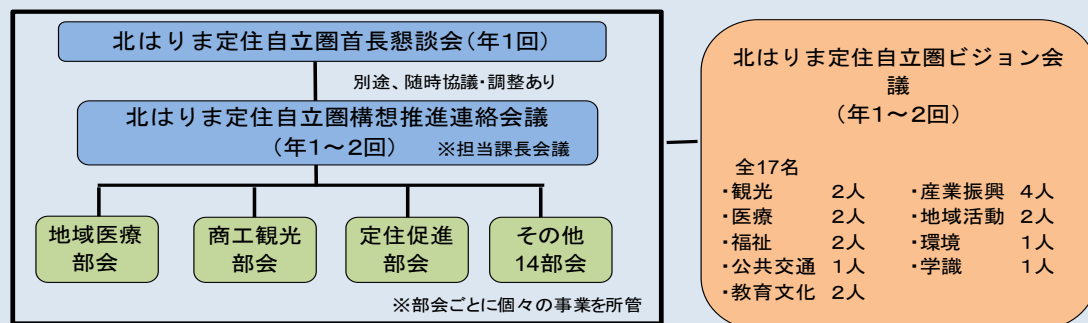 北はりま定住自立圏首長懇談会(年1回)
別途、随時協議・調整あり
北はりま定住自立圏構想推進連絡会議
(年1～2回) ※担当課長会議
地域医療
部会
商工観光
部会
定住促進
部会
その他
14部会
※部会ごとに個々の事業を所管
北はりま定住自立圏ビジョン会
議
(年1～2回)
全17名
・観光 2人
・医療 2人
・福祉 2人
・公共交通 1人
・教育文化 2人
・産業振興 4人
・地域活動 2人
・環境 1人
・学識 1人